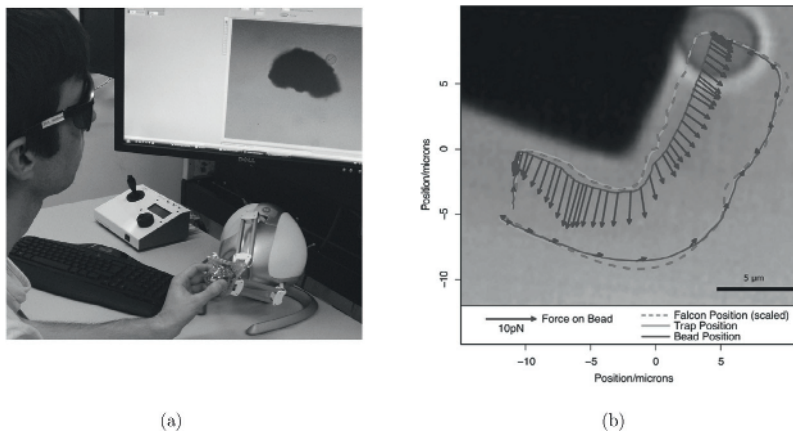 DELL
(a)
5
0
−5
−10
Position/microns
5 μm
Force on Bead
10pN
Falcon Position (scaled)
Trap Position
Bead Position
−10 −5 0 5
Position/microns
(b)